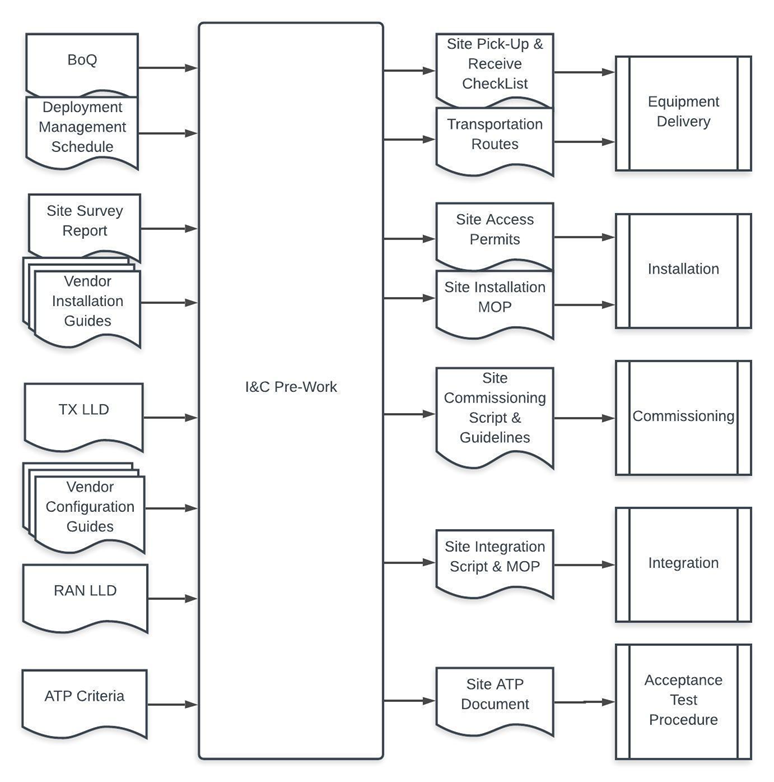 BoQ
Deployment
Management
Schedule
Site Survey
Report
Vendor
Installation
Guides
TX LLD
Vendor
Configuration
Guides
RAN LLD
ATP Criteria
I&C Pre-Work
Site Pick-Up &
Receive
CheckList
Transportation
Routes
Site Access
Permits
Site Installation
MOP
Site
Commissioning
Script &
Guidelines
Site Integration
Script & MOP
Site ATP
Document
Equipment
Delivery
Installation
Commissioning
Integration
Acceptance
Test
Procedure